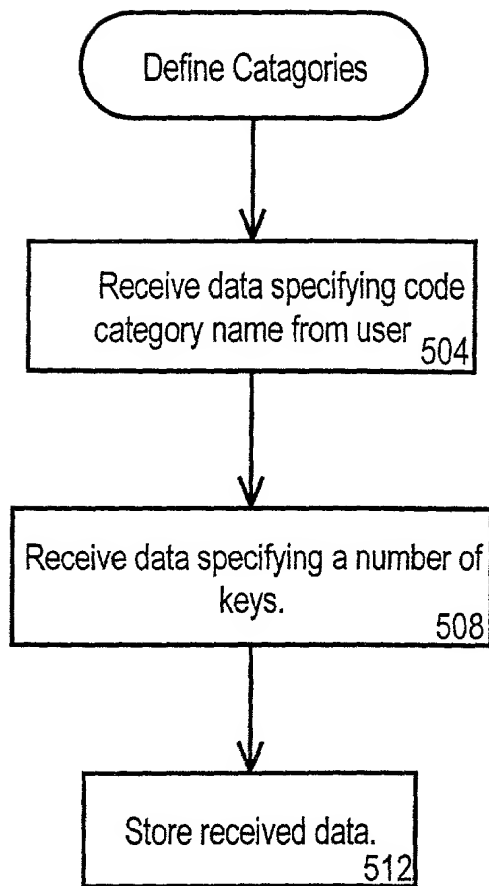 Define Catagories
Receive data specifying code
category name from user
504
Receive data specifying a number of
keys.
508
Store received data.
512